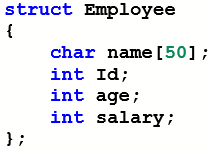 struct Employee
{
    char name[50];
    int Id;
    int age;
    int salary;
};